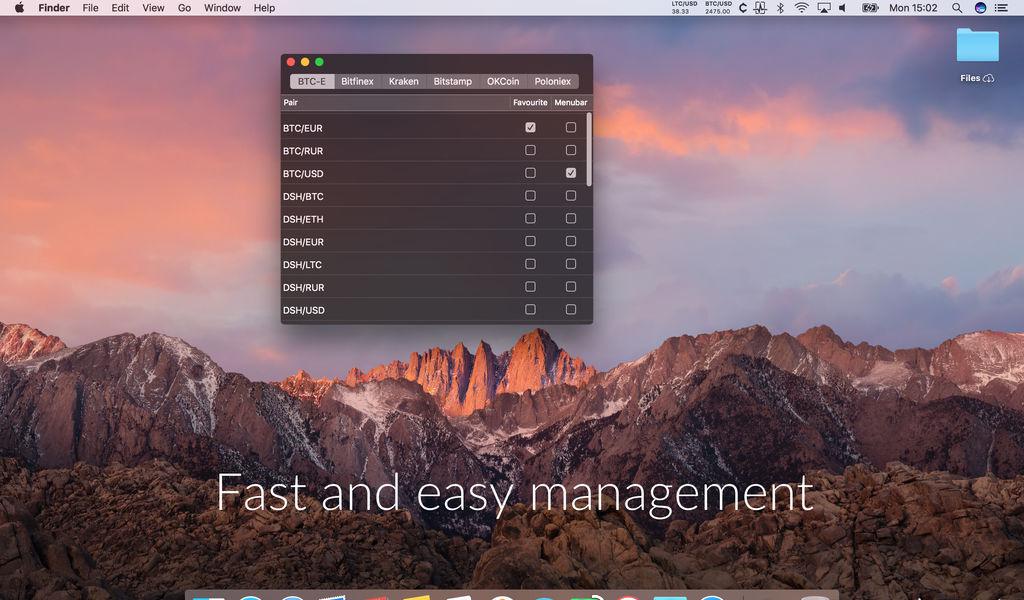 Finder File Edit View Go Window Help LTC/USD BTC/USD Mon 15:02
38.33 2475.00
Files
BTC-E Bitfinex Kraken Bitstamp OKCoin Poloniex
Pair Favourite Menubar
BTC/EUR
BTC/RUR
BTC/USD
DSH/BTC
DSH/ETH
DSH/EUR
DSH/LTC
DSH/RUR
DSH/USD
Fast and easy management